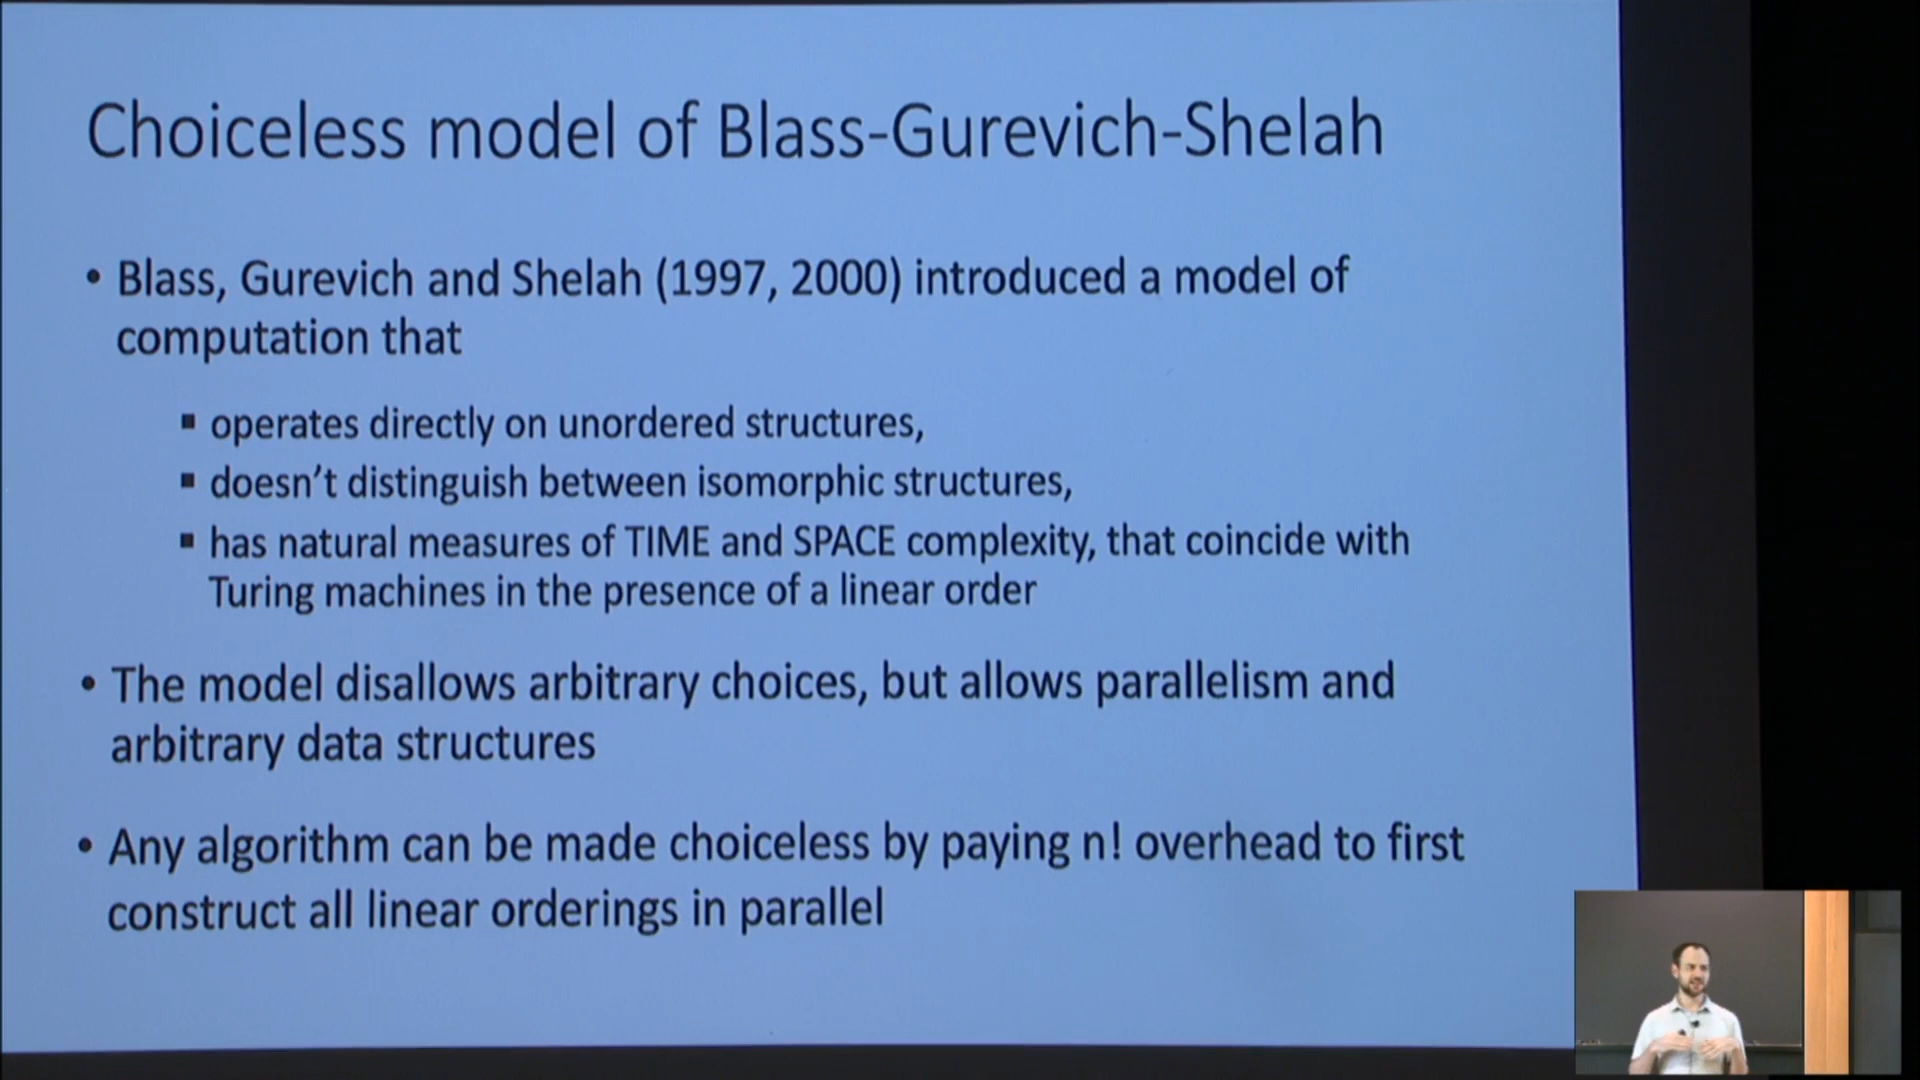 Choiceless model of Blass-Gurevich-Shelah
• Blass, Gurevich and Shelah (1997, 2000) introduced a model of
computation that
▪ operates directly on unordered structures,
▪ doesn’t distinguish between isomorphic structures,
▪ has natural measures of TIME and SPACE complexity, that coincide with
Turing machines in the presence of a linear order
• The model disallows arbitrary choices, but allows parallelism and
arbitrary data structures
• Any algorithm can be made choiceless by paying n! overhead to first
construct all linear orderings in parallel